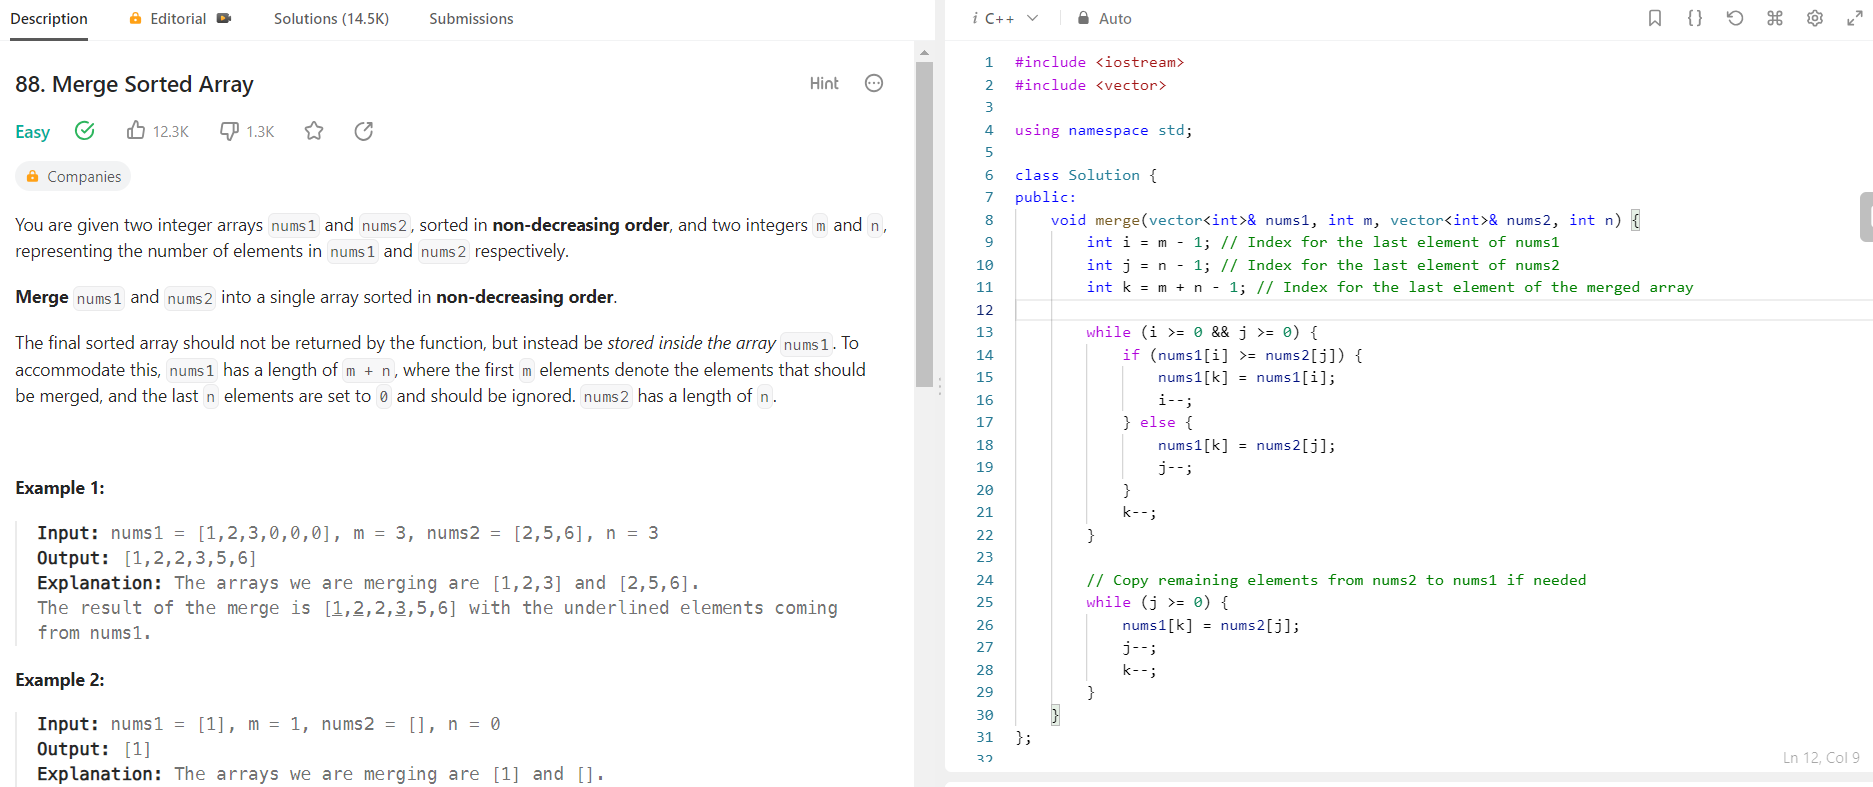 Description Editorial Solutions (14.5K) Submissions
88. Merge Sorted Array Hint
Easy 12.3K 1.3K
Companies
You are given two integer arrays nums1 and nums2, sorted in non-decreasing order, and two integers m and n,
representing the number of elements in nums1 and nums2 respectively.
Merge nums1 and nums2 into a single array sorted in non-decreasing order.
The final sorted array should not be returned by the function, but instead be stored inside the array nums1. To
accommodate this, nums1 has a length of m + n, where the first m elements denote the elements that should
be merged, and the last n elements are set to 0 and should be ignored. nums2 has a length of n.
Example 1:
Input: nums1 = [1,2,3,0,0,0], m = 3, nums2 = [2,5,6], n = 3
Output: [1,2,2,3,5,6]
Explanation: The arrays we are merging are [1,2,3] and [2,5,6].
The result of the merge is [1,2,2,3,5,6] with the underlined elements coming
from nums1.
Example 2:
Input: nums1 = [1], m = 1, nums2 = [], n = 0
Output: [1]
Explanation: The arrays we are merging are [1] and [].
i C++ Auto
1 #include <iostream>
2 #include <vector>
3
4 using namespace std;
5
6 class Solution {
7 public:
8     void merge(vector<int>& nums1, int m, vector<int>& nums2, int n) {
9         int i = m - 1; // Index for the last element of nums1
10         int j = n - 1; // Index for the last element of nums2
11         int k = m + n - 1; // Index for the last element of the merged array
12
13         while (i >= 0 && j >= 0) {
14             if (nums1[i] >= nums2[j]) {
15                 nums1[k] = nums1[i];
16                 i--;
17             } else {
18                 nums1[k] = nums2[j];
19                 j--;
20             }
21             k--;
22         }
23
24         // Copy remaining elements from nums2 to nums1 if needed
25         while (j >= 0) {
26             nums1[k] = nums2[j];
27             j--;
28             k--;
29         }
30     }
31 };
32
Ln 12, Col 9